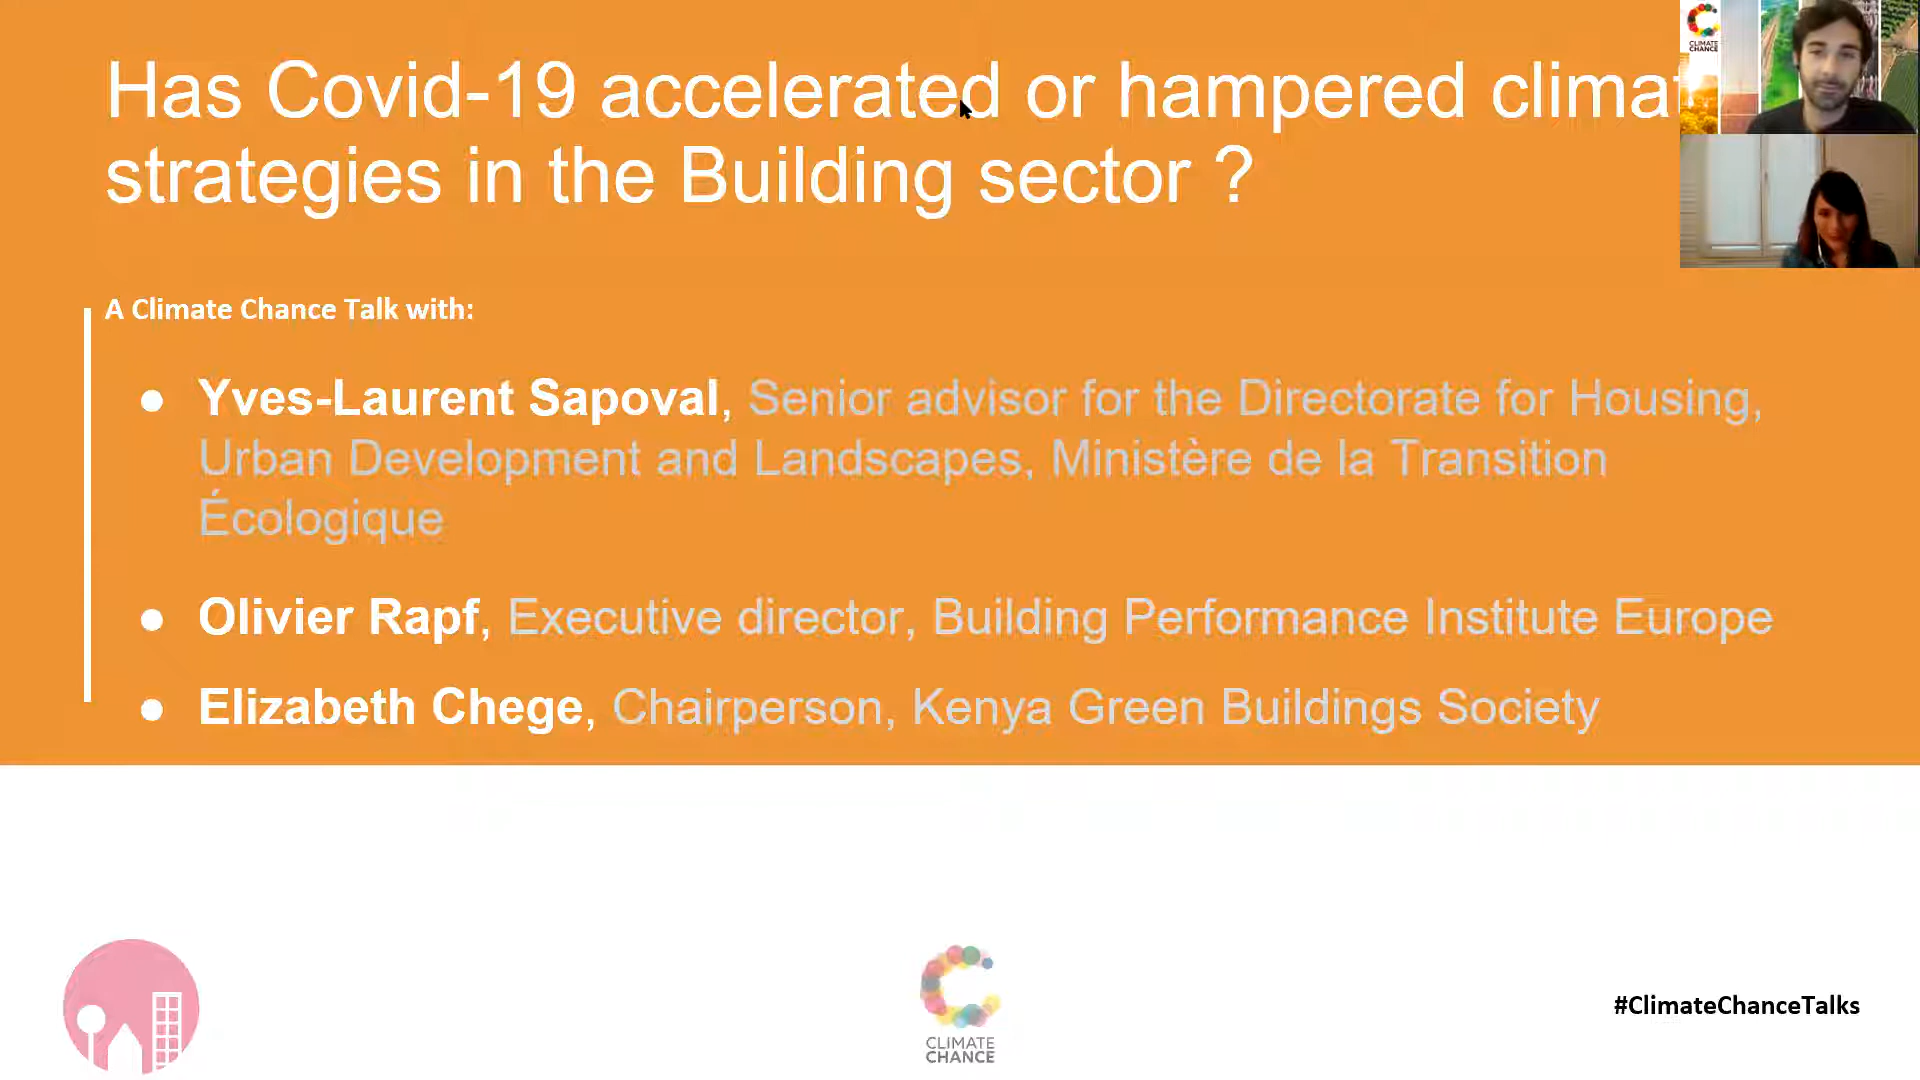 Has Covid-19 accelerated or hampered climat
strategies in the Building sector ?
CLIMATE
CHANCE
A Climate Chance Talk with:
● Yves-Laurent Sapoval, Senior advisor for the Directorate for Housing,
Urban Development and Landscapes, Ministère de la Transition
Écologique
● Olivier Rapf, Executive director, Building Performance Institute Europe
● Elizabeth Chege, Chairperson, Kenya Green Buildings Society
CLIMATE
CHANCE
#ClimateChanceTalks